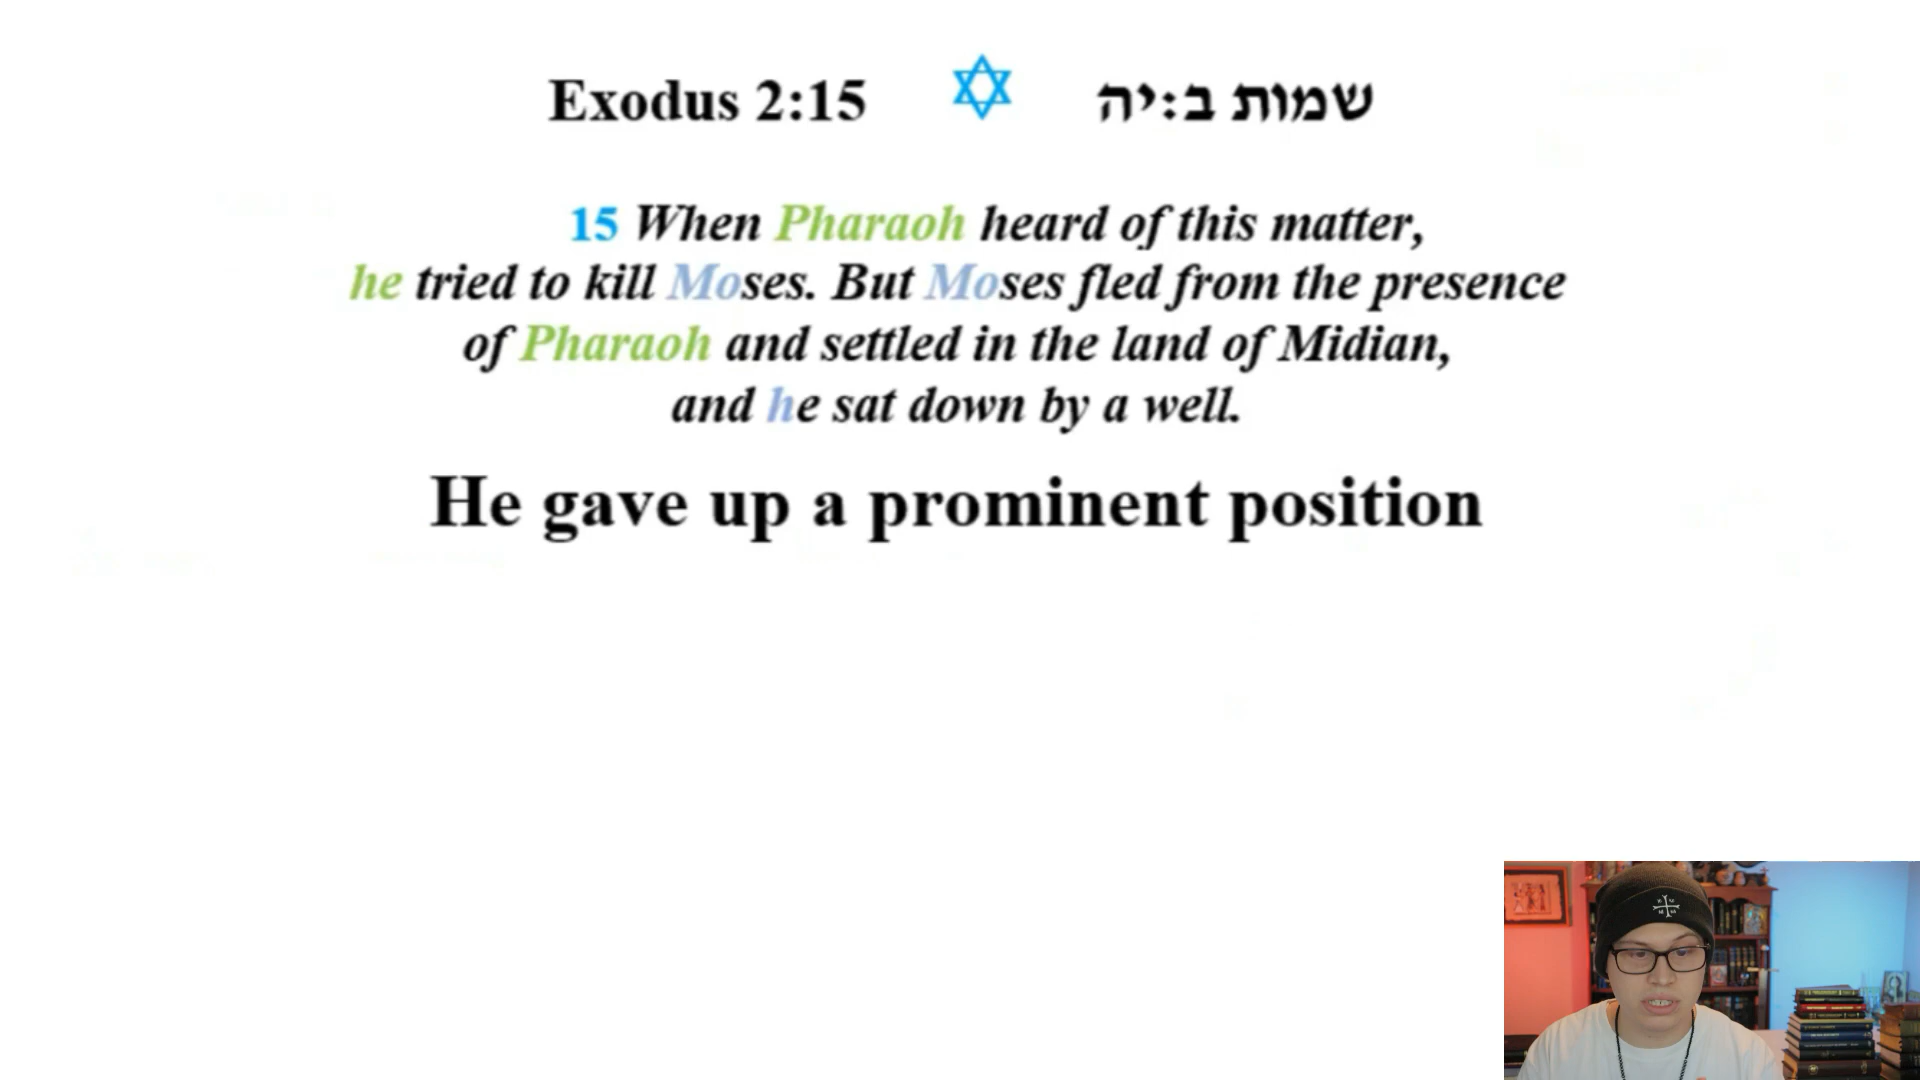 Exodus 2:15 שמות ב:יה
15 When Pharaoh heard of this matter,
he tried to kill Moses. But Moses fled from the presence
of Pharaoh and settled in the land of Midian,
and he sat down by a well.
He gave up a prominent position